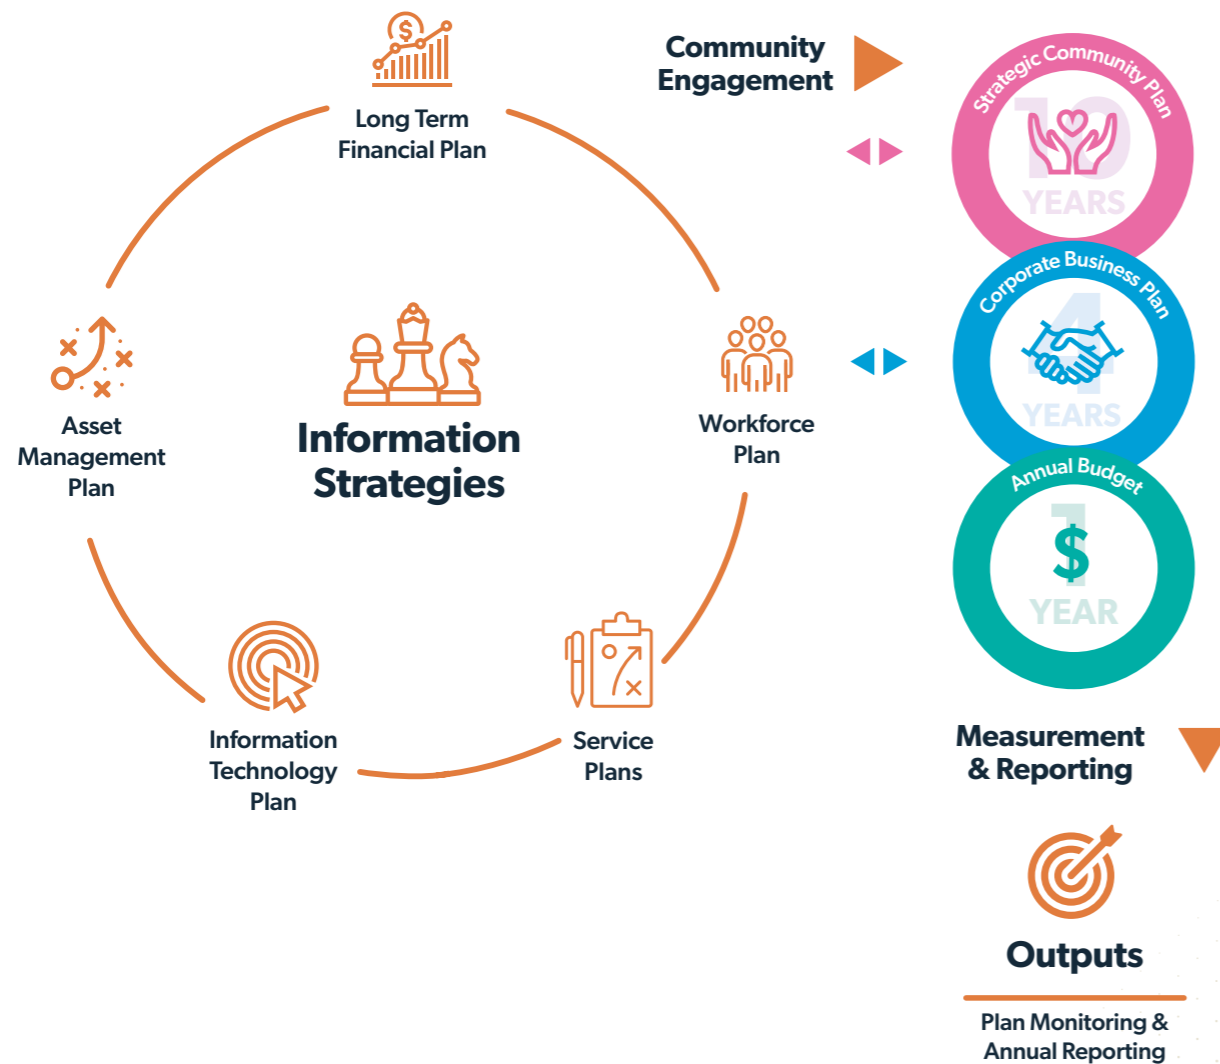 Long Term
Financial Plan
Asset
Management
Plan
Information
Strategies
Workforce
Plan
Information
Technology
Plan
Service
Plans
Community
Engagement
Strategic Community Plan
10
YEARS
Corporate Business Plan
4
YEARS
Annual Budget
1
$
YEAR
Measurement
& Reporting
Outputs
Plan Monitoring &
Annual Reporting